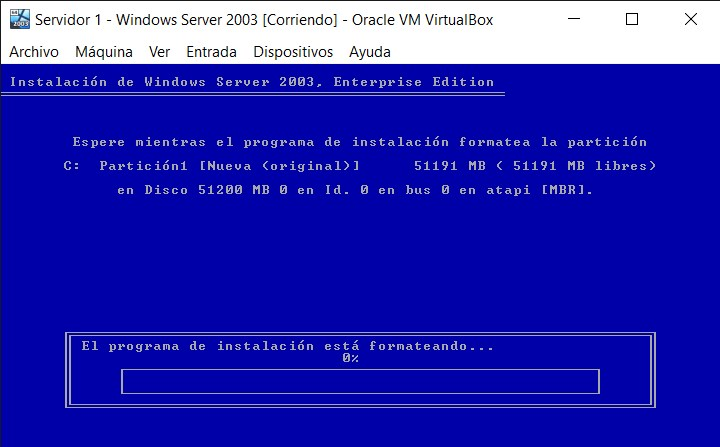 Servidor 1 - Windows Server 2003 [Corriendo] - Oracle VM VirtualBox
Archivo Máquina Ver Entrada Dispositivos Ayuda
Instalación de Windows Server 2003, Enterprise Edition
Espere mientras el programa de instalación formatea la partición
C: Partición1 [Nueva (original)] 51191 MB ( 51191 MB libres)
en Disco 51200 MB 0 en Id. 0 en bus 0 en atapi [MBR].
El programa de instalación está formateando...
0%